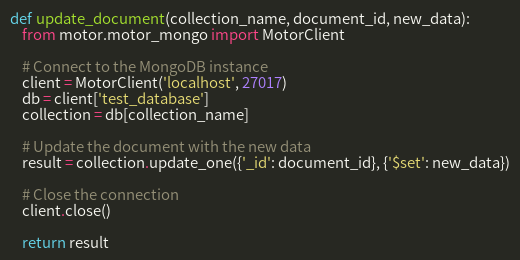 def update_document(collection_name, document_id, new_data):
    from motor.motor_mongo import MotorClient

    # Connect to the MongoDB instance
    client = MotorClient('localhost', 27017)
    db = client['test_database']
    collection = db[collection_name]

    # Update the document with the new data
    result = collection.update_one({'_id': document_id}, {'$set': new_data})

    # Close the connection
    client.close()

    return result